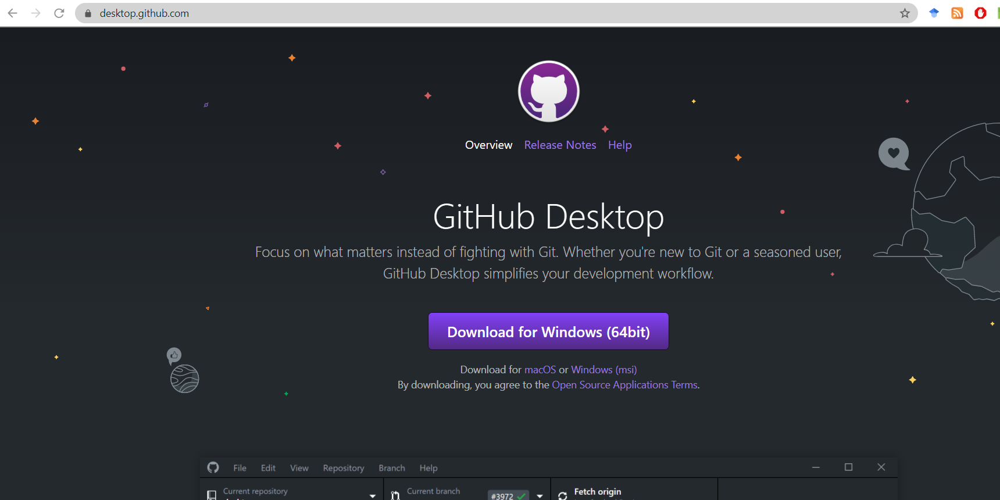 desktop.github.com
Overview Release Notes Help
GitHub Desktop
Focus on what matters instead of fighting with Git. Whether you're new to Git or a seasoned user,
GitHub Desktop simplifies your development workflow.
Download for Windows (64bit)
Download for macOS or Windows (msi)
By downloading, you agree to the Open Source Applications Terms.
File Edit View Repository Branch Help
Current repository Current branch #3972 Fetch origin